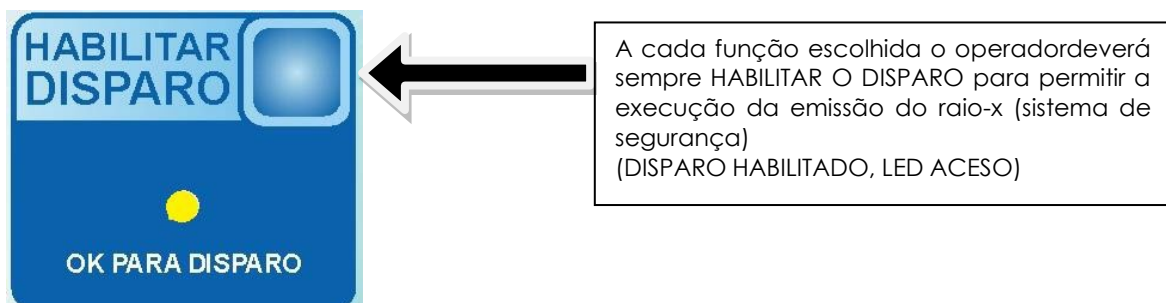 HABILITAR
DISPARO
OK PARA DISPARO
A cada função escolhida o operadordeverá
sempre HABILITAR O DISPARO para permitir a
execução da emissão do raio-x (sistema de
segurança)
(DISPARO HABILITADO, LED ACESO)